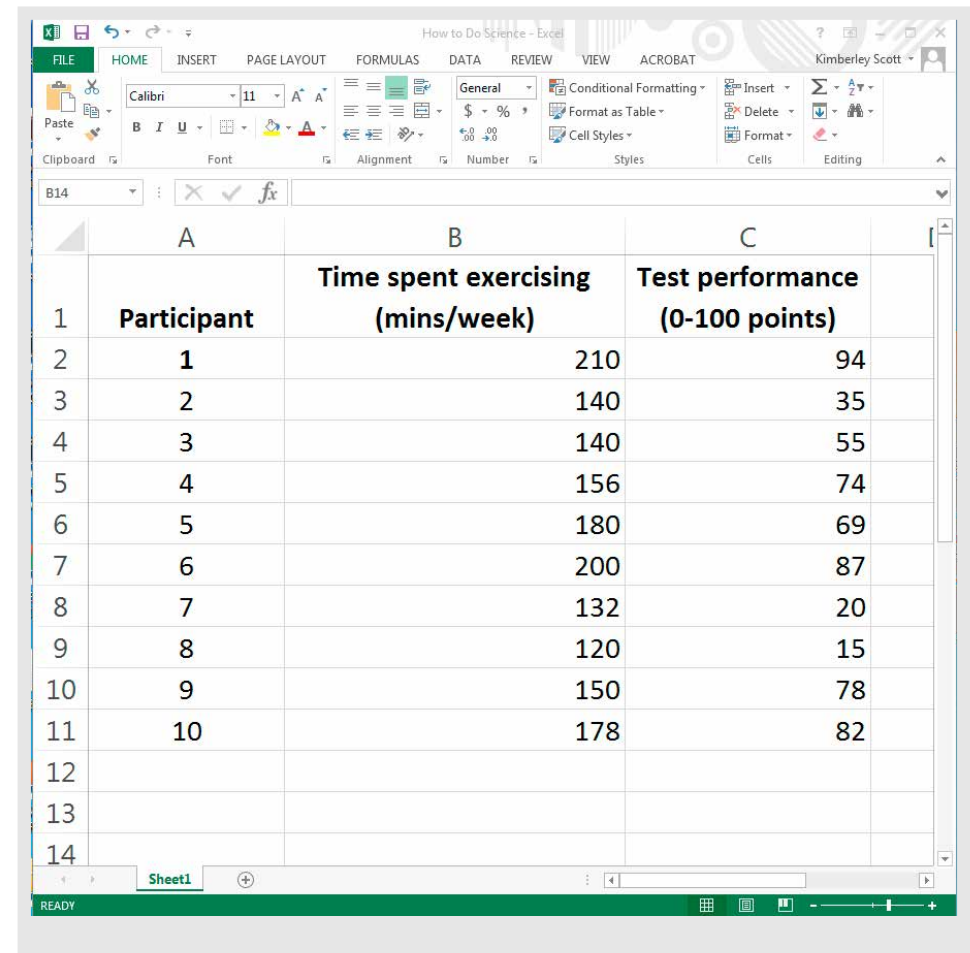 How to Do Science - Excel
FILE HOME INSERT PAGE LAYOUT FORMULAS DATA REVIEW VIEW ACROBAT Kimberley Scott
Paste
Calibri 11
B I U
General
$ % ,
Conditional Formatting
Format as Table
Cell Styles
Insert
Delete
Format
Clipboard Font Alignment Number Styles Cells Editing
B14 fx
A B C
1 Participant Time spent exercising (mins/week) Test performance (0-100 points)
2 1 210 94
3 2 140 35
4 3 140 55
5 4 156 74
6 5 180 69
7 6 200 87
8 7 132 20
9 8 120 15
10 9 150 78
11 10 178 82
12
13
14
Sheet1
READY